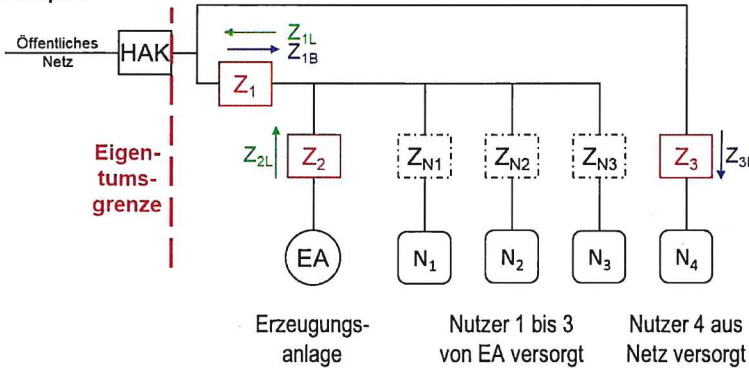 Öffentliches
Netz
HAK
Z1L
Z1B
Z1
Eigen-
tums-
grenze
Z2L
Z2
ZN1
ZN2
ZN3
Z3
EA
N1
N2
N3
N4
Erzeugungs-
anlage
Nutzer 1 bis 3
von EA versorgt
Nutzer 4 aus
Netz versorgt